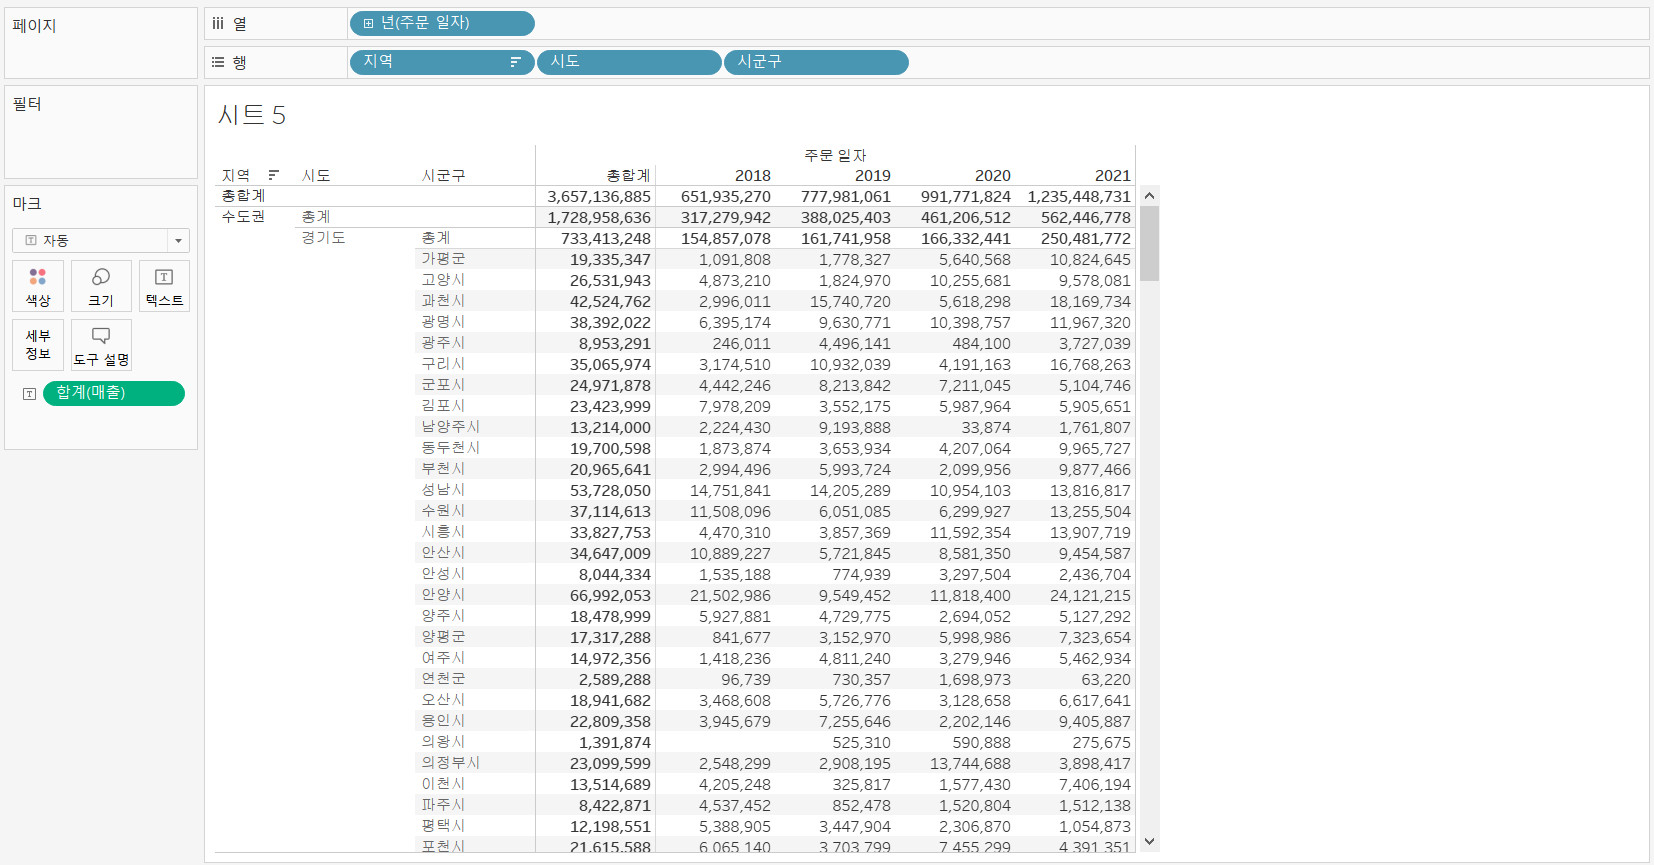 페이지
필터
마크
자동
색상
크기
텍스트
세부
정보
도구 설명
합계(매출)
열
년(주문 일자)
행
지역
시도
시군구
시트 5
주문 일자
지역 시도 시군구 총합계 2018 2019 2020 2021
총합계 3,657,136,885 651,935,270 777,981,061 991,771,824 1,235,448,731
수도권 총계 1,728,958,636 317,279,942 388,025,403 461,206,512 562,446,778
경기도 총계 733,413,248 154,857,078 161,741,958 166,332,441 250,481,772
가평군 19,335,347 1,091,808 1,778,327 5,640,568 10,824,645
고양시 26,531,943 4,873,210 1,824,970 10,255,681 9,578,081
과천시 42,524,762 2,996,011 15,740,720 5,618,298 18,169,734
광명시 38,392,022 6,395,174 9,630,771 10,398,757 11,967,320
광주시 8,953,291 246,011 4,496,141 484,100 3,727,039
구리시 35,065,974 3,174,510 10,932,039 4,191,163 16,768,263
군포시 24,971,878 4,442,246 8,213,842 7,211,045 5,104,746
김포시 23,423,999 7,978,209 3,552,175 5,987,964 5,905,651
남양주시 13,214,000 2,224,430 9,193,888 33,874 1,761,807
동두천시 19,700,598 1,873,874 3,653,934 4,207,064 9,965,727
부천시 20,965,641 2,994,496 5,993,724 2,099,956 9,877,466
성남시 53,728,050 14,751,841 14,205,289 10,954,103 13,816,817
수원시 37,114,613 11,508,096 6,051,085 6,299,927 13,255,504
시흥시 33,827,753 4,470,310 3,857,369 11,592,354 13,907,719
안산시 34,647,009 10,889,227 5,721,845 8,581,350 9,454,587
안성시 8,044,334 1,535,188 774,939 3,297,504 2,436,704
안양시 66,992,053 21,502,986 9,549,452 11,818,400 24,121,215
양주시 18,478,999 5,927,881 4,729,775 2,694,052 5,127,292
양평군 17,317,288 841,677 3,152,970 5,998,986 7,323,654
여주시 14,972,356 1,418,236 4,811,240 3,279,946 5,462,934
연천군 2,589,288 96,739 730,357 1,698,973 63,220
오산시 18,941,682 3,468,608 5,726,776 3,128,658 6,617,641
용인시 22,809,358 3,945,679 7,255,646 2,202,146 9,405,887
의왕시 1,391,874 525,310 590,888 275,675
의정부시 23,099,599 2,548,299 2,908,195 13,744,688 3,898,417
이천시 13,514,689 4,205,248 325,817 1,577,430 7,406,194
파주시 8,422,871 4,537,452 852,478 1,520,804 1,512,138
평택시 12,198,551 5,388,905 3,447,904 2,306,870 1,054,873
포천시 21,615,588 6,065,140 3,703,799 7,455,299 4,391,351